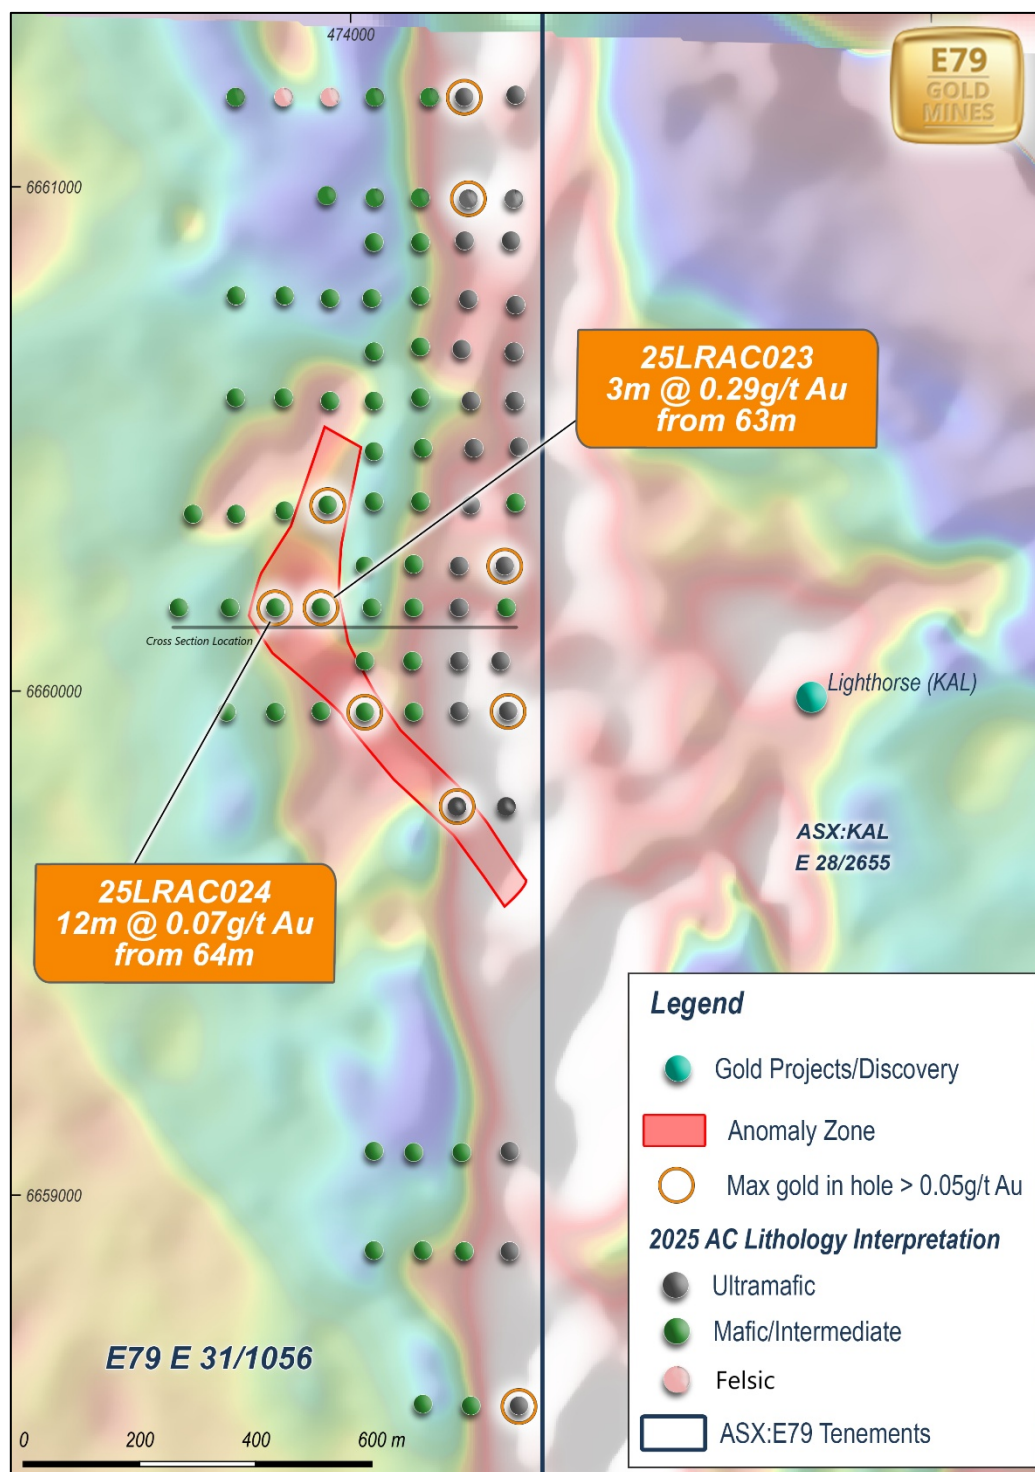 474000
E79
GOLD
MINES
6661000
25LRAC023
3m @ 0.29g/t Au
from 63m
Cross Section Location
6660000
Lighthorse (KAL)
ASX:KAL
E 28/2655
25LRAC024
12m @ 0.07g/t Au
from 64m
Legend
Gold Projects/Discovery
Anomaly Zone
Max gold in hole > 0.05g/t Au
2025 AC Lithology Interpretation
Ultramafic
Mafic/Intermediate
Felsic
ASX:E79 Tenements
6659000
E79 E 31/1056
0 200 400 600 m